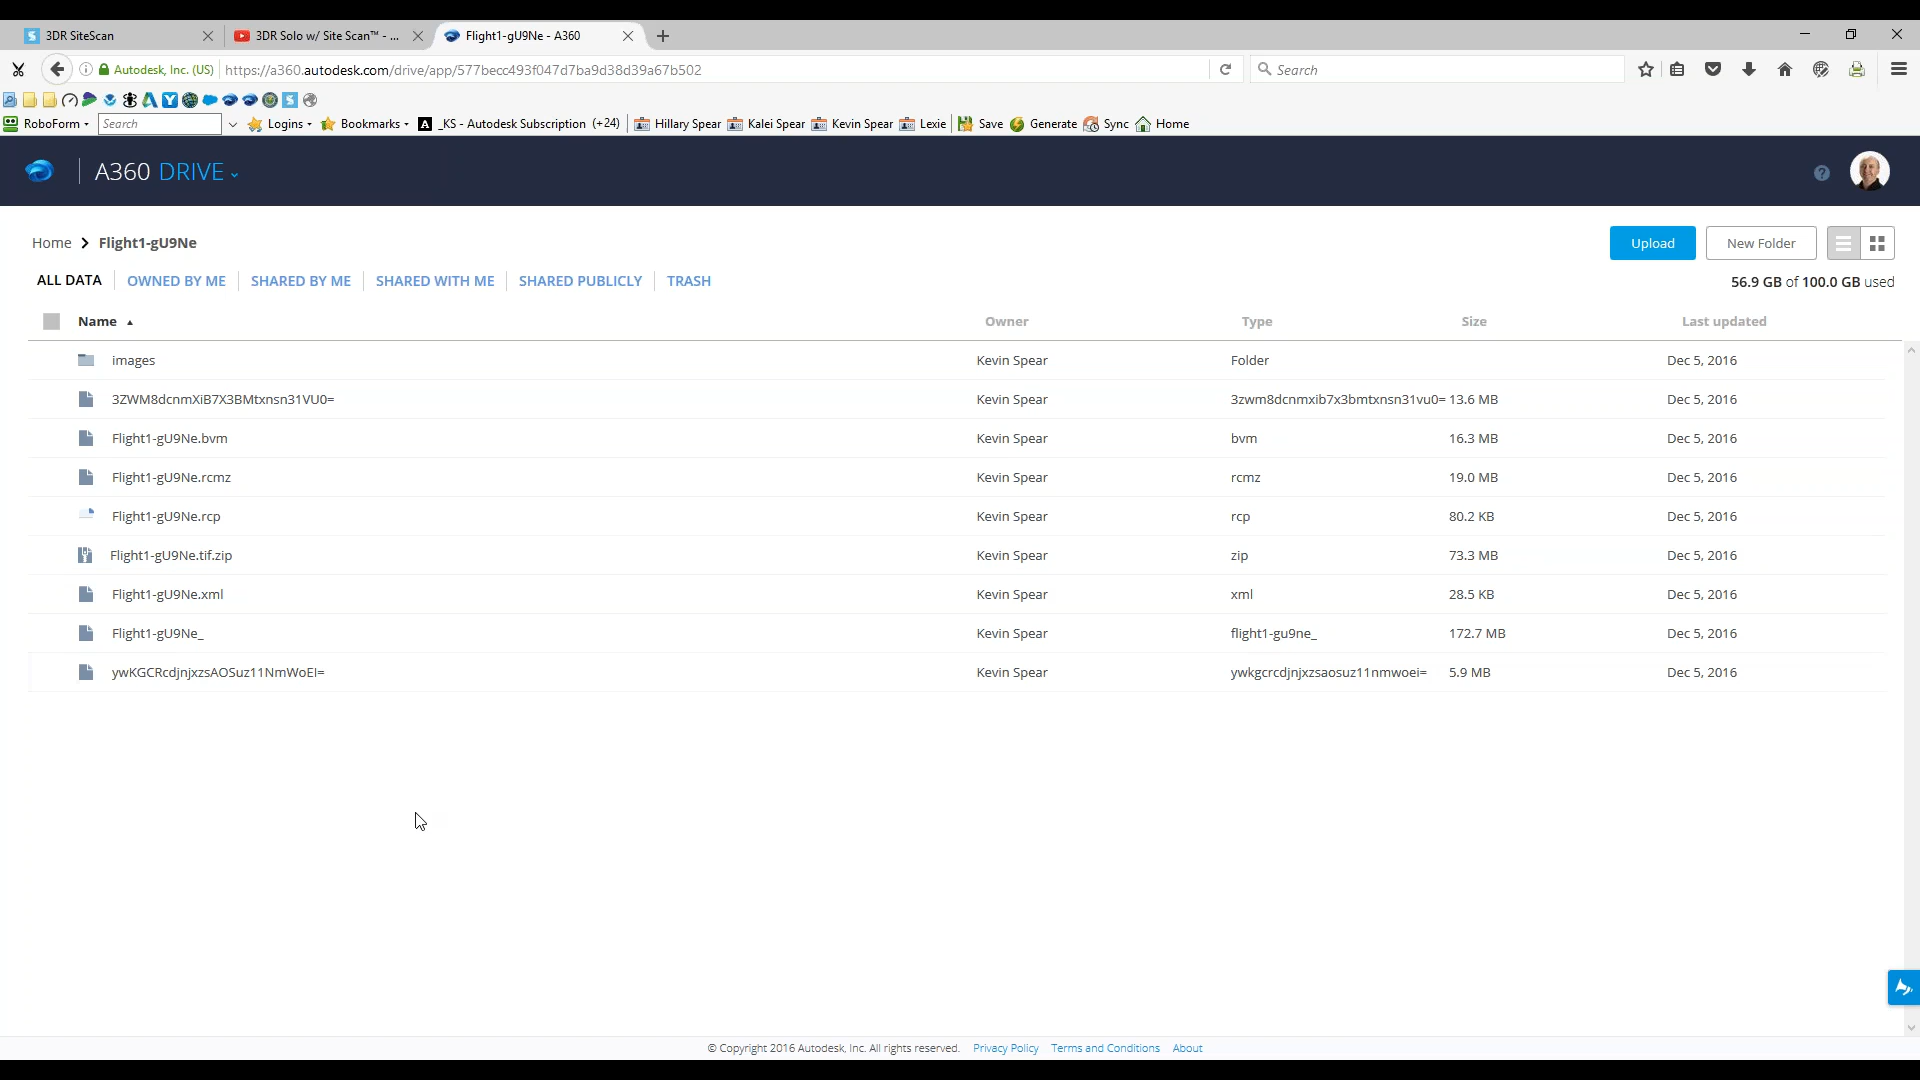 3DR SiteScan
3DR Solo w/ Site Scan™ - ...
Flight1-gU9Ne - A360
Autodesk, Inc. (US)
https://a360.autodesk.com/drive/app/577becc493f047d7ba9d38d39a67b502
Search
RoboForm
Search
Logins
Bookmarks
_KS - Autodesk Subscription (+24)
Hillary Spear
Kalei Spear
Kevin Spear
Lexie
Save
Generate
Sync
Home
A360 DRIVE
Home > Flight1-gU9Ne
Upload
New Folder
ALL DATA
OWNED BY ME
SHARED BY ME
SHARED WITH ME
SHARED PUBLICLY
TRASH
56.9 GB of 100.0 GB used
Name Owner Type Size Last updated
images Kevin Spear Folder Dec 5, 2016
3ZWM8dcnmXiB7X3BMtxnsn31VU0= Kevin Spear 3zwm8dcnmxib7x3bmtxnsn31vu0= 13.6 MB Dec 5, 2016
Flight1-gU9Ne.bvm Kevin Spear bvm 16.3 MB Dec 5, 2016
Flight1-gU9Ne.rcmz Kevin Spear rcmz 19.0 MB Dec 5, 2016
Flight1-gU9Ne.rcp Kevin Spear rcp 80.2 KB Dec 5, 2016
Flight1-gU9Ne.tif.zip Kevin Spear zip 73.3 MB Dec 5, 2016
Flight1-gU9Ne.xml Kevin Spear xml 28.5 KB Dec 5, 2016
Flight1-gU9Ne_ Kevin Spear flight1-gu9ne_ 172.7 MB Dec 5, 2016
ywKGCRcdjnjxzsAOSuz11NmWoEI= Kevin Spear ywkgcrcdjnjxzsaosuz11nmwoei= 5.9 MB Dec 5, 2016
© Copyright 2016 Autodesk, Inc. All rights reserved. Privacy Policy Terms and Conditions About